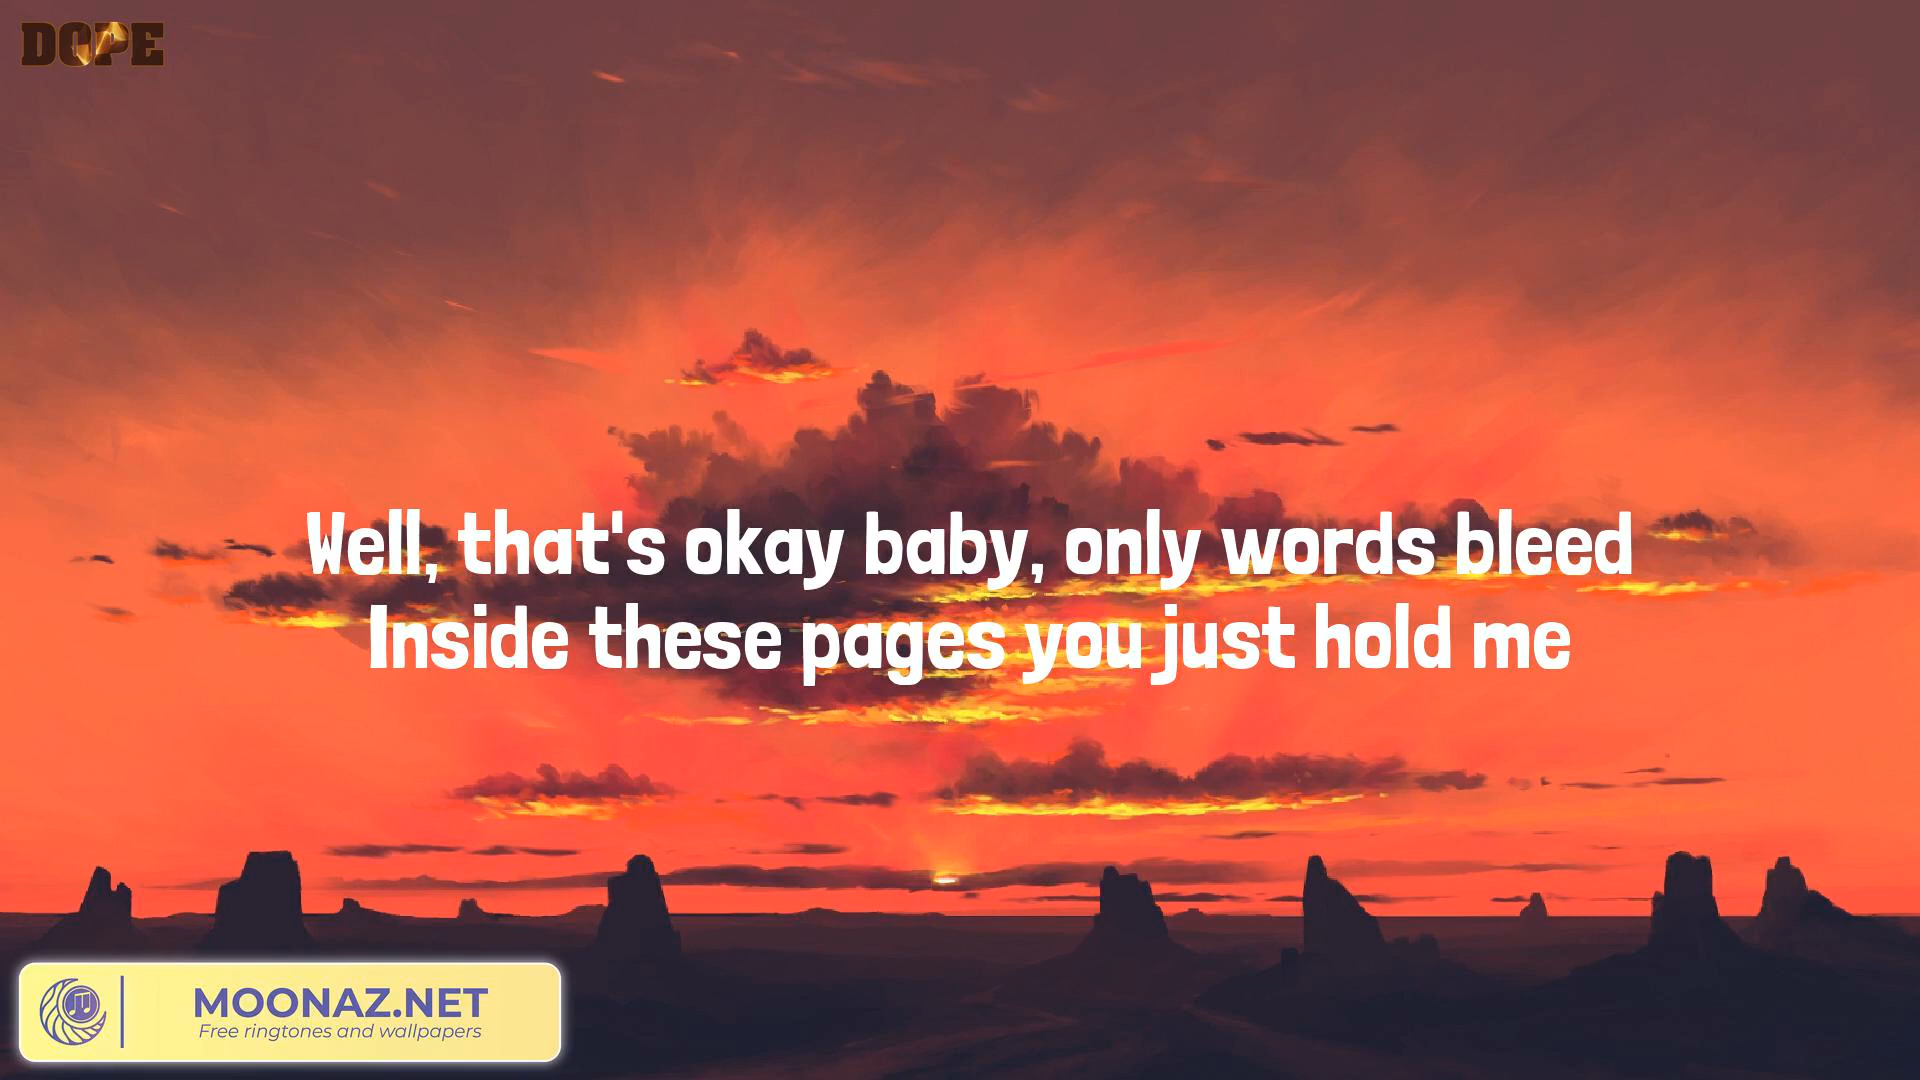 DOPE
Well, that's okay baby, only words bleed
Inside these pages you just hold me
MOONAZ.NET
Free ringtones and wallpapers